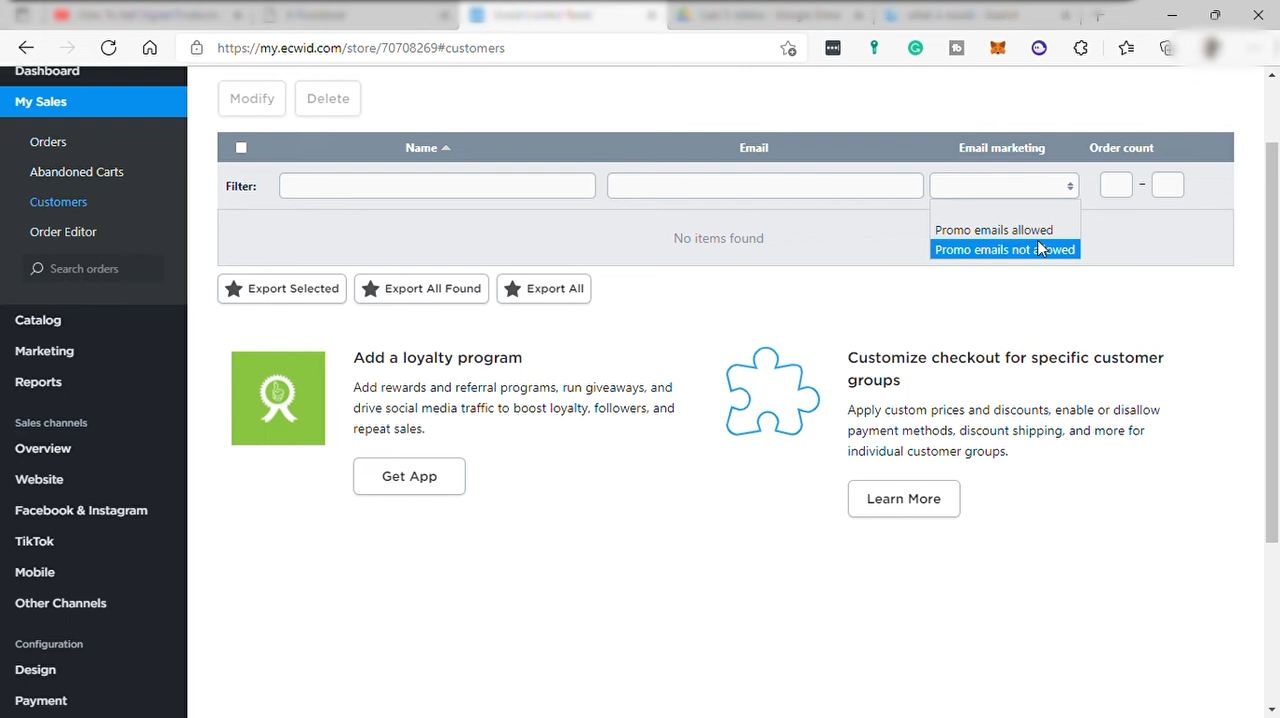 https://my.ecwid.com/store/70708269#customers
Dashboard
My Sales
Orders
Abandoned Carts
Customers
Order Editor
Search orders
Catalog
Marketing
Reports
Sales channels
Overview
Website
Facebook & Instagram
TikTok
Mobile
Other Channels
Configuration
Design
Payment
Modify
Delete
Name
Email
Email marketing
Order count
Filter:
-
Promo emails allowed
Promo emails not allowed
No items found
Export Selected
Export All Found
Export All
Add a loyalty program
Add rewards and referral programs, run giveaways, and
drive social media traffic to boost loyalty, followers, and
repeat sales.
Get App
Customize checkout for specific customer
groups
Apply custom prices and discounts, enable or disallow
payment methods, discount shipping, and more for
individual customer groups.
Learn More